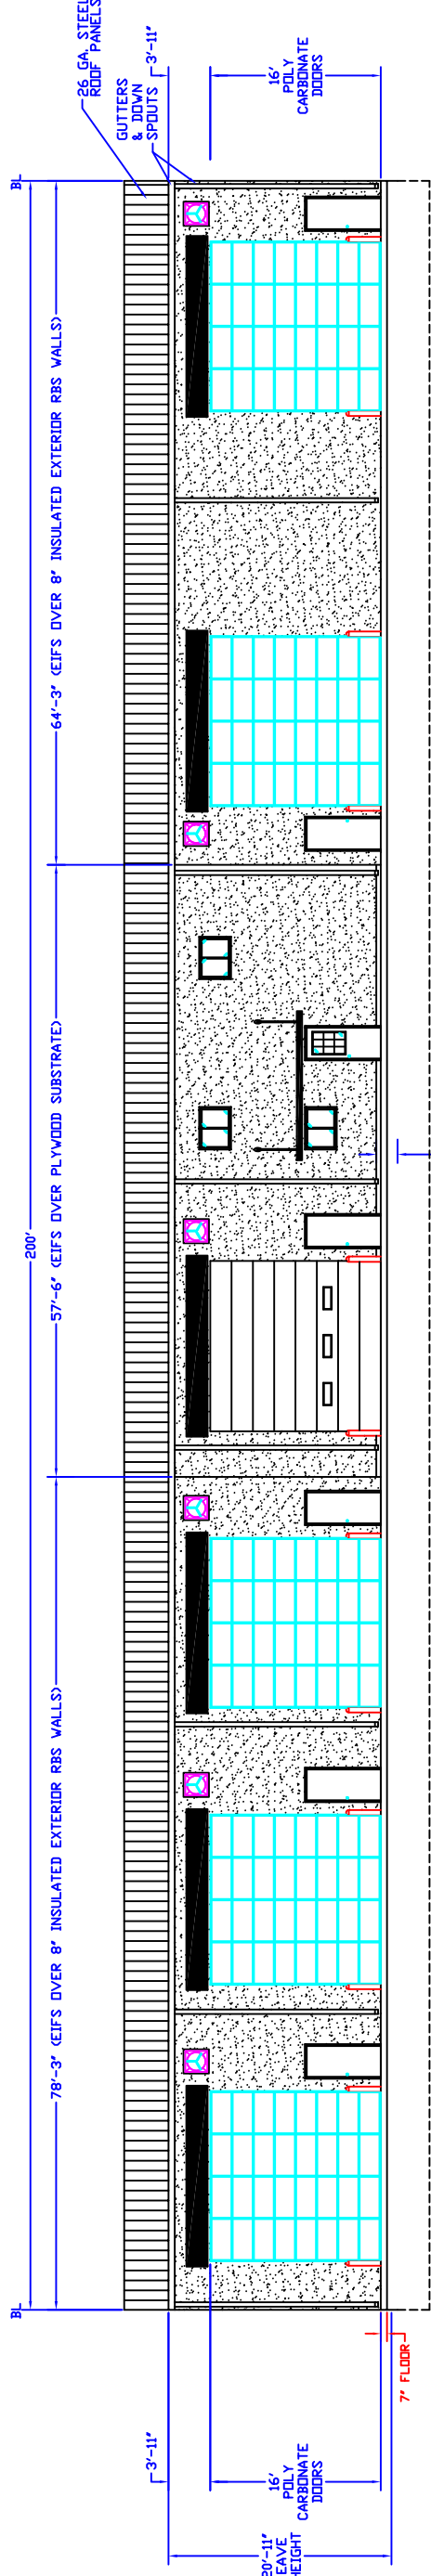 26 GA. STEEL
ROOF PANELS
GUTTERS
& DOWN
SPOUTS
3'-11"
16'
POLY
CARBONATE
DOORS
BL
64'-3" (EIFS OVER 8" INSULATED EXTERIOR RBS WALLS)
57'-6" (EIFS OVER PLYWOOD SUBSTRATE)
200'
78'-3" (EIFS OVER 8" INSULATED EXTERIOR RBS WALLS)
BL
7" FLOOR
3'-11"
16'
POLY
CARBONATE
DOORS
20'-11"
EAVE
HEIGHT